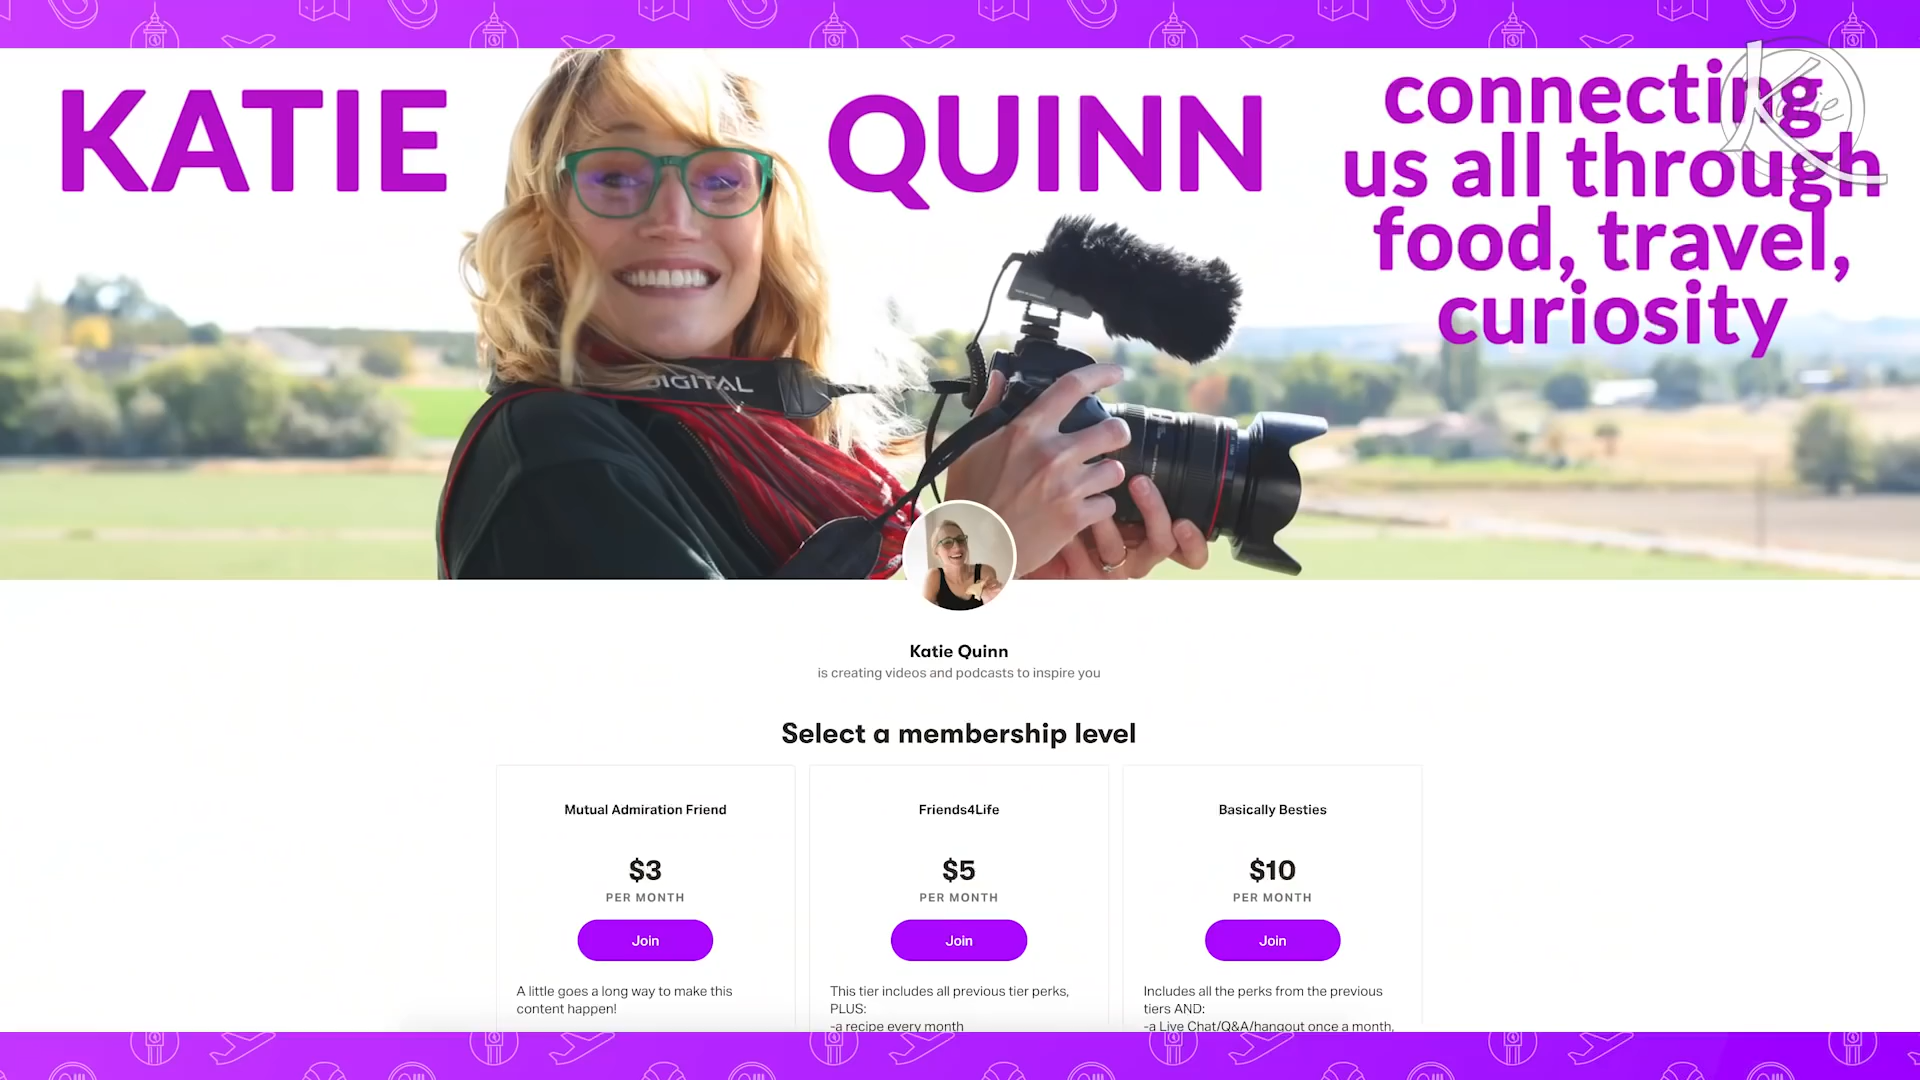 KATIE QUINN
connecting
us all through
food, travel,
curiosity
Katie
DIGITAL
Katie Quinn
is creating videos and podcasts to inspire you
Select a membership level
Mutual Admiration Friend
$3
PER MONTH
Join
A little goes a long way to make this
content happen!
Friends4Life
$5
PER MONTH
Join
This tier includes all previous tier perks,
PLUS:
-a recipe every month
Basically Besties
$10
PER MONTH
Join
Includes all the perks from the previous
tiers AND:
-a Live Chat/Q&A/hangout once a month,